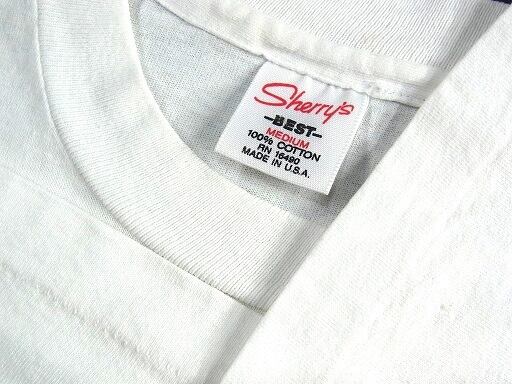 Sherry's
-BEST-
MEDIUM
100% COTTON
RN 16490
MADE IN U.S.A.